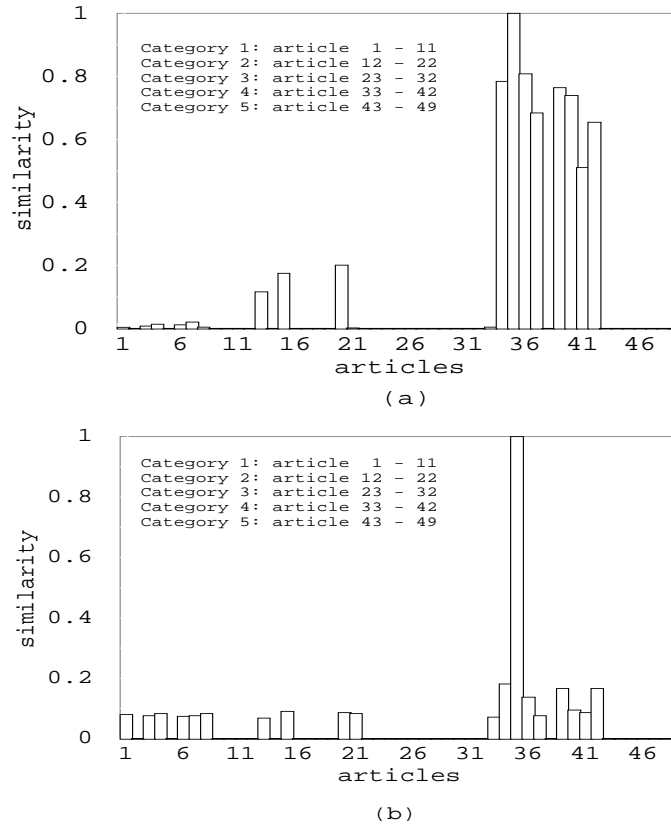 1
0.8
0.6
0.4
0.2
0
similarity
Category 1: article 1 - 11
Category 2: article 12 - 22
Category 3: article 23 - 32
Category 4: article 33 - 42
Category 5: article 43 - 49
1 6 11 16 21 26 31 36 41 46
articles
(a)
1
0.8
0.6
0.4
0.2
0
similarity
Category 1: article 1 - 11
Category 2: article 12 - 22
Category 3: article 23 - 32
Category 4: article 33 - 42
Category 5: article 43 - 49
1 6 11 16 21 26 31 36 41 46
articles
(b)